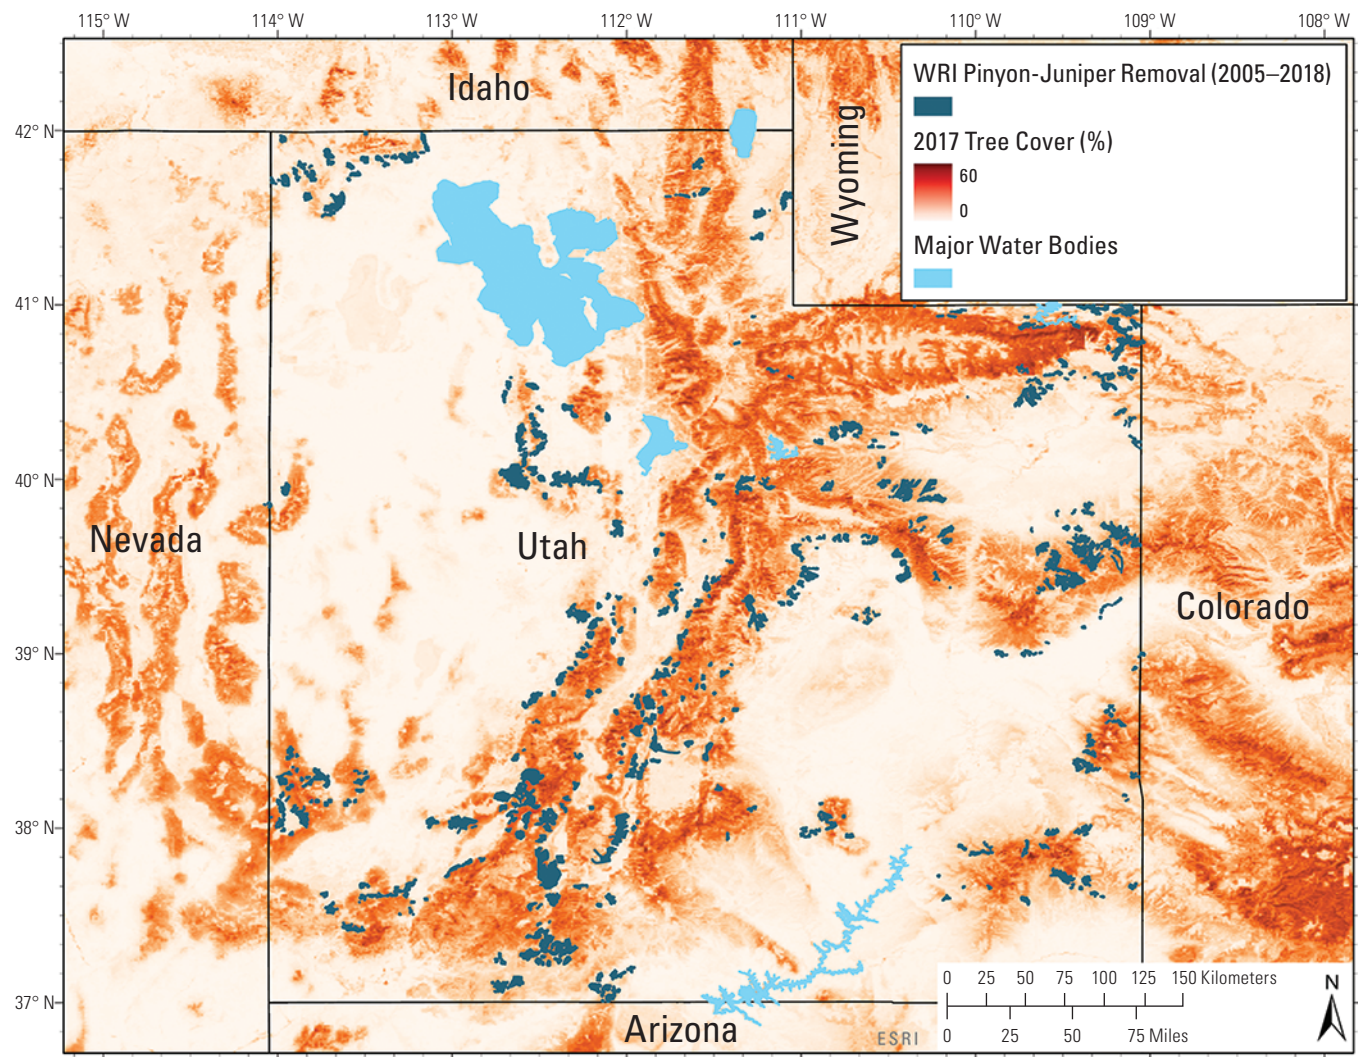 115° W 114° W 113° W 112° W 111° W 110° W 109° W 108° W
WRI Pinyon-Juniper Removal (2005–2018)
2017 Tree Cover (%)
60
0
Major Water Bodies
Idaho
Wyoming
42° N
41° N
40° N
Nevada
Utah
Colorado
39° N
38° N
37° N
Arizona
ESRI
0 25 50 75 100 125 150 Kilometers
0 25 50 75 Miles
N